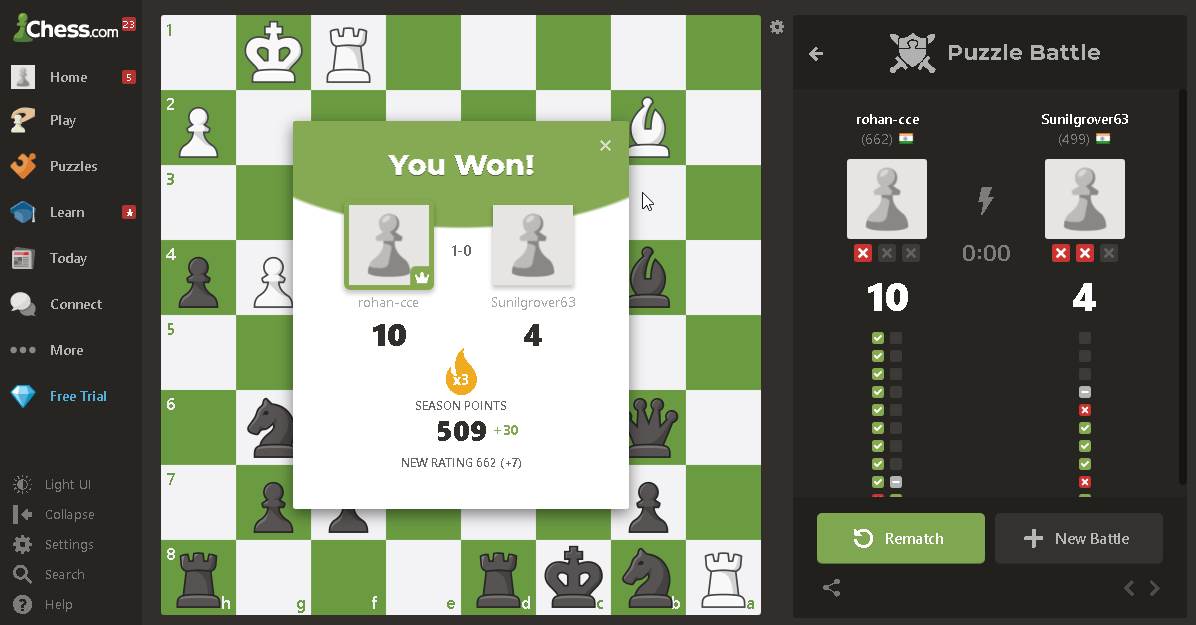 Chess.com 23
Home 5
Play
Puzzles
Learn
Today
Connect
More
Free Trial
Light UI
Collapse
Settings
Search
Help
1
2
3
4
5
6
7
8
h g f e d c b a
You Won!
1-0
rohan-cce Sunilgrover63
10 4
x3
SEASON POINTS
509 +30
NEW RATING 662 (+7)
Puzzle Battle
rohan-cce Sunilgrover63
(662) (499)
0:00
10 4
Rematch New Battle